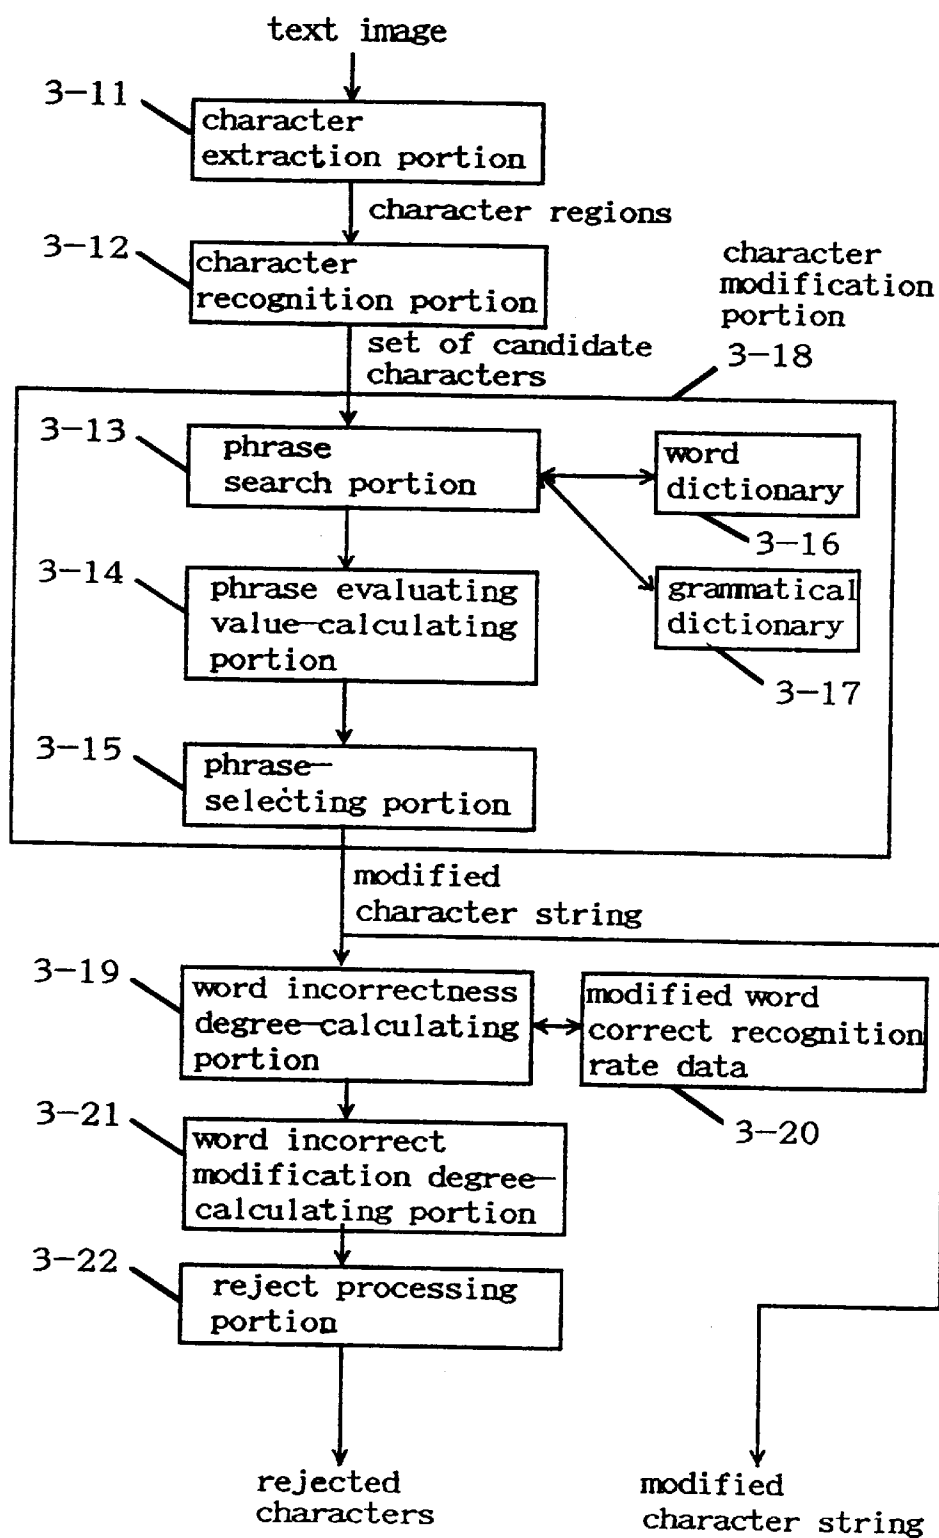 text image
3-11
character
extraction portion
character regions
3-12
character
recognition portion
character
modification
portion
3-18
set of candidate
characters
3-13
phrase
search portion
word
dictionary
3-16
3-14
phrase evaluating
value-calculating
portion
grammatical
dictionary
3-17
3-15
phrase-
selecting portion
modified
character string
3-19
word incorrectness
degree-calculating
portion
modified word
correct recognition
rate data
3-20
3-21
word incorrect
modification degree-
calculating portion
3-22
reject processing
portion
rejected
characters
modified
character string